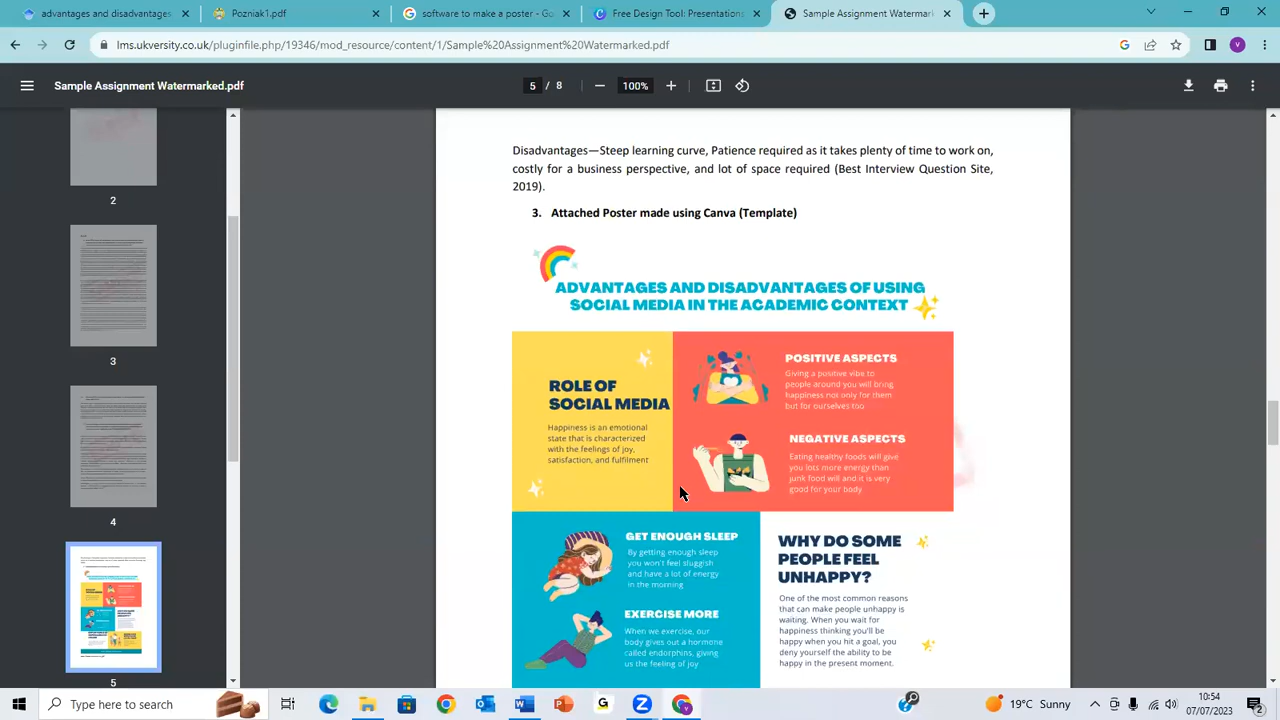 advantages and disadvantage
Poznik1.pdf
software to make a poster - Go
Free Design Tool: Presentations
Sample Assignment Watermark
lms.ukversity.co.uk/pluginfile.php/19346/mod_resource/content/1/Sample%20Assignment%20Watermarked.pdf
Sample Assignment Watermarked.pdf
5 / 8
100%
2
3
4
Disadvantages—Steep learning curve, Patience required as it takes plenty of time to work on,
costly for a business perspective, and lot of space required (Best Interview Question Site,
2019).
3. Attached Poster made using Canva (Template)
ADVANTAGES AND DISADVANTAGES OF USING
SOCIAL MEDIA IN THE ACADEMIC CONTEXT
ROLE OF
SOCIAL MEDIA
Happiness is an emotional
state that is characterized
with the feelings of joy,
satisfaction, and fulfilment
POSITIVE ASPECTS
Giving a positive vibe to
people around you will bring
happiness not only for them
but for ourselves too
NEGATIVE ASPECTS
Eating healthy foods will give
you lots more energy than
junk food will and it is very
good for your body
GET ENOUGH SLEEP
By getting enough sleep
you won't feel sluggish
and have a lot of energy
in the morning
EXERCISE MORE
When we exercise, our
body gives out a hormone
called endorphins, giving
us the feeling of joy
WHY DO SOME
PEOPLE FEEL
UNHAPPY?
One of the most common reasons
that can make people unhappy is
waiting. When you wait for
happiness thinking you'll be
happy when you hit a goal, you
deny yourself the ability to be
happy in the present moment.
Type here to search
19°C Sunny
10:54
07/07/2023